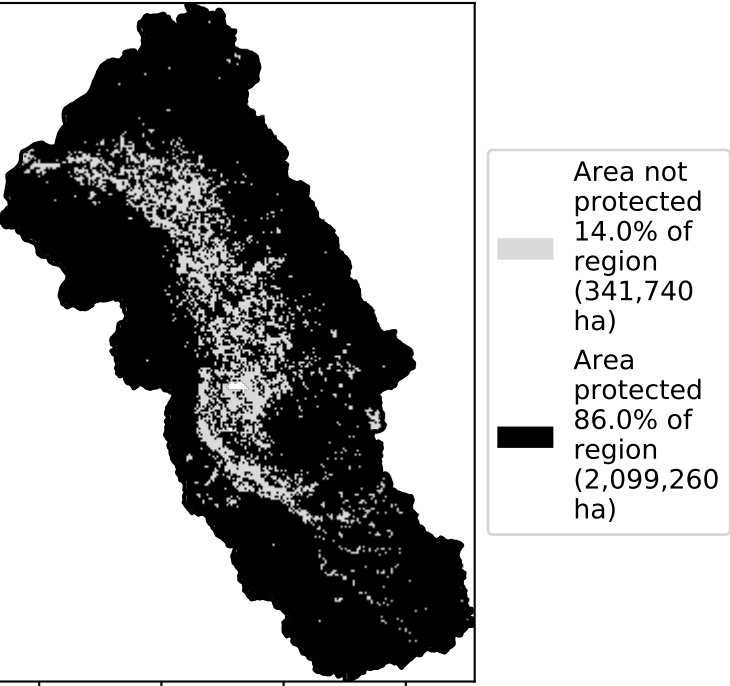 Area not
protected
14.0% of
region
(341,740
ha)
Area
protected
86.0% of
region
(2,099,260
ha)